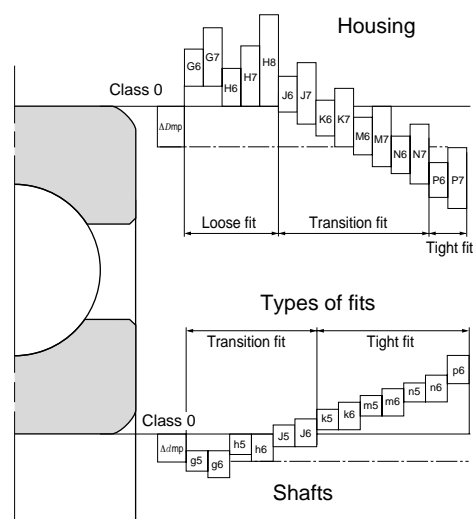 Housing
H8
G7
G6
H7
H6
Class 0
J6
J7
K6
K7
ΔDmp
M6
M7
N6
N7
P6
P7
Loose fit
Transition fit
Tight fit
Types of fits
Transition fit
Tight fit
p6
n6
n5
m6
m5
k6
k5
Class 0
J6
J5
h5
h6
Δdmp
g5
g6
Shafts